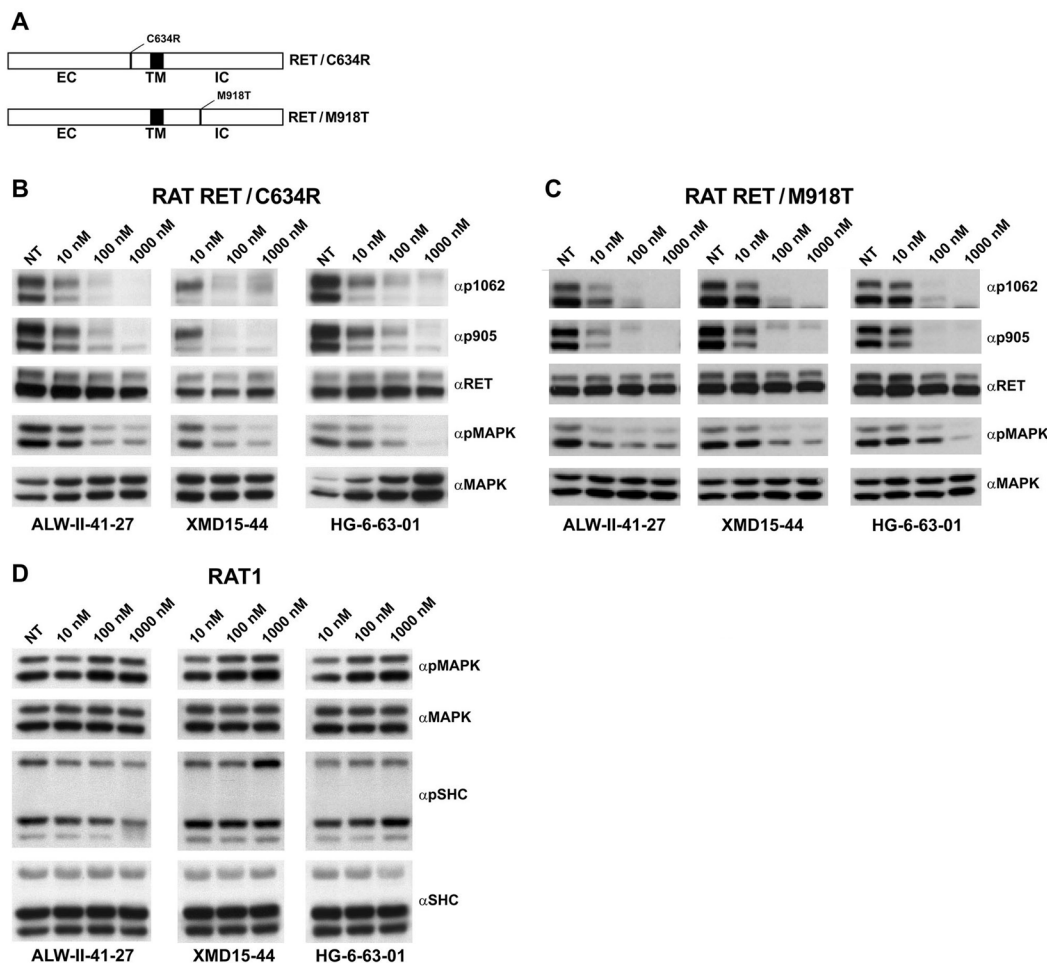 A
C634R
RET/C634R
EC TM IC
M918T
RET/M918T
EC TM IC
B
RAT RET/C634R
NT 10 nM 100 nM 1000 nM 10 nM 100 nM 1000 nM NT 10 nM 100 nM 1000 nM
αp1062
αp905
αRET
αpMAPK
αMAPK
ALW-II-41-27 XMD15-44 HG-6-63-01
C
RAT RET/M918T
NT 10 nM 100 nM 1000 nM NT 10 nM 100 nM 1000 nM NT 10 nM 100 nM 1000 nM
αp1062
αp905
αRET
αpMAPK
αMAPK
ALW-II-41-27 XMD15-44 HG-6-63-01
D
RAT1
NT 10 nM 100 nM 1000 nM 10 nM 100 nM 1000 nM 10 nM 100 nM 1000 nM
αpMAPK
αMAPK
αpSHC
αSHC
ALW-II-41-27 XMD15-44 HG-6-63-01